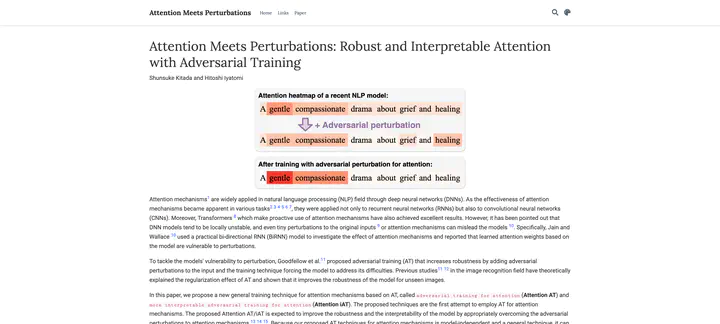 Attention Meets Perturbations Home Links Paper
Attention Meets Perturbations: Robust and Interpretable Attention
with Adversarial Training
Shunsuke Kitada and Hitoshi Iyatomi
Attention heatmap of a recent NLP model:
A gentle compassionate drama about grief and healing
+ Adversarial perturbation
A gentle compassionate drama about grief and healing
After training with adversarial perturbation for attention:
A gentle compassionate drama about grief and healing
Attention mechanisms1 are widely applied in natural language processing (NLP) field through deep neural networks (DNNs). As the effectiveness of attention
mechanisms became apparent in various tasks2 3 4 5 6 7, they were applied not only to recurrent neural networks (RNNs) but also to convolutional neural networks
(CNNs). Moreover, Transformers 8 which make proactive use of attention mechanisms have also achieved excellent results. However, it has been pointed out that
DNN models tend to be locally unstable, and even tiny perturbations to the original inputs 9 or attention mechanisms can mislead the models 10. Specifically, Jain and
Wallace 10 used a practical bi-directional RNN (BiRNN) model to investigate the effect of attention mechanisms and reported that learned attention weights based on
the model are vulnerable to perturbations.
To tackle the models' vulnerability to perturbation, Goodfellow et al.11 proposed adversarial training (AT) that increases robustness by adding adversarial
perturbations to the input and the training technique forcing the model to address its difficulties. Previous studies11 12 in the image recognition field have theoretically
explained the regularization effect of AT and shown that it improves the robustness of the model for unseen images.
In this paper, we propose a new general training technique for attention mechanisms based on AT, called adversarial training for attention (Attention AT) and
more interpretable adversarial training for attention (Attention iAT). The proposed techniques are the first attempt to employ AT for attention
mechanisms. The proposed Attention AT/iAT is expected to improve the robustness and the interpretability of the model by appropriately overcoming the adversarial
perturbations to attention mechanisms 13 14 15. Because our proposed AT techniques for attention mechanisms is model-independent and a general technique, it can